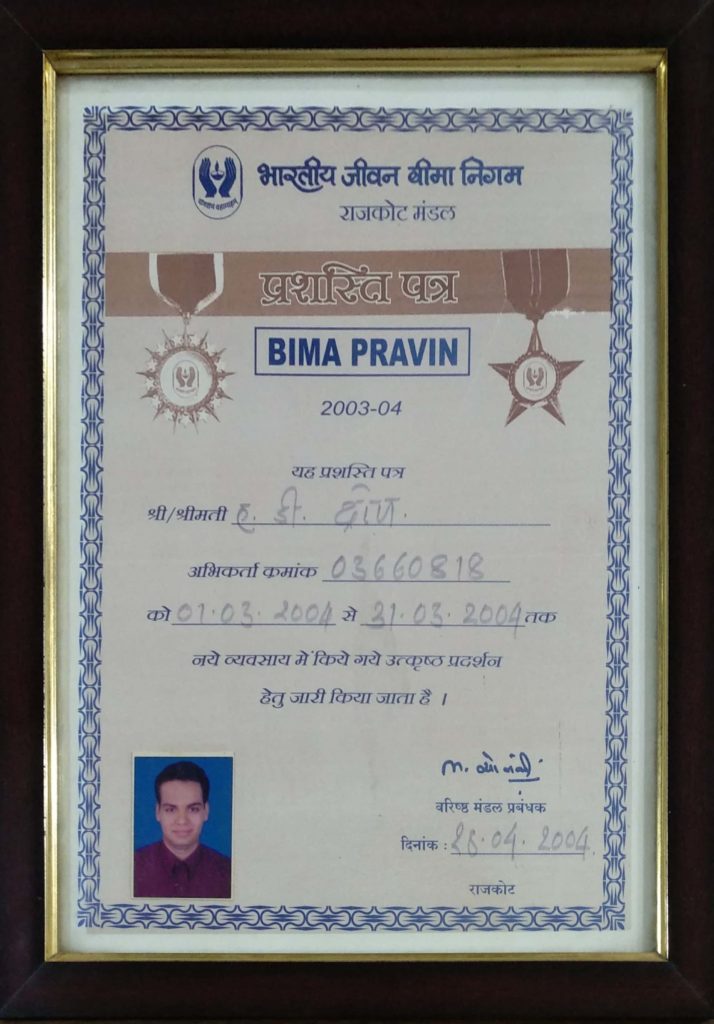 भारतीय जीवन बीमा निगम
राजकोट मंडल
प्रशस्ति पत्र
BIMA PRAVIN
2003-04
यह प्रशस्ति पत्र
श्री/श्रीमती ह. डी.
अभिकर्ता क्रमांक 03660818
को 01.03.2004 से 31.03.2004 तक
नये व्यवसाय में किये गये उत्कृष्ठ प्रदर्शन
हेतु जारी किया जाता है ।
वरिष्ठ मंडल प्रबंधक
दिनांक : .04.2004
राजकोट